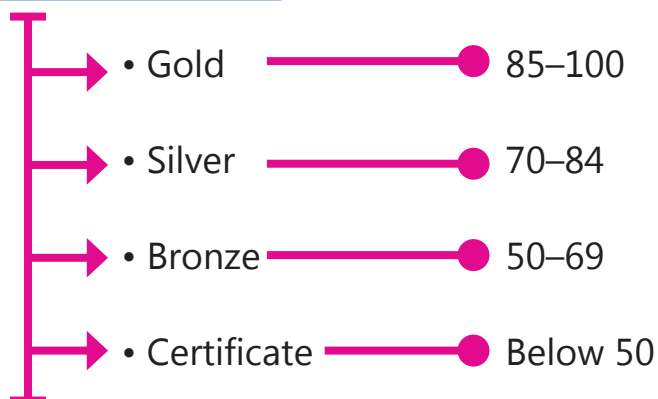 • Gold 85–100
• Silver 70–84
• Bronze 50–69
• Certificate Below 50